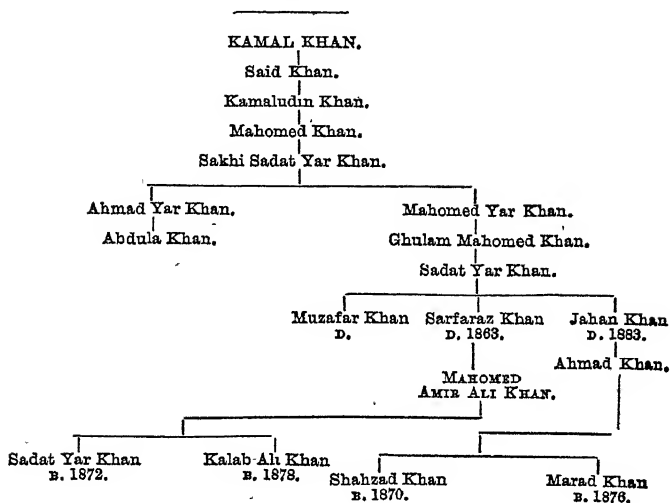 KAMAL KHAN.
Said Khan.
Kamaludin Khan.
Mahomed Khan.
Sakhi Sadat Yar Khan.
Ahmad Yar Khan. Mahomed Yar Khan.
Abdula Khan. Ghulam Mahomed Khan.
Sadat Yar Khan.
Muzafar Khan Sarfaraz Khan Jahan Khan
D. D. 1863. D. 1883.
Ahmad Khan.
MAHOMED
AMIR ALI KHAN.
Sadat Yar Khan Kalab-Ali Khan
B. 1872. B. 1878.
Shahzad Khan Marad Khan
B. 1870. B. 1876.